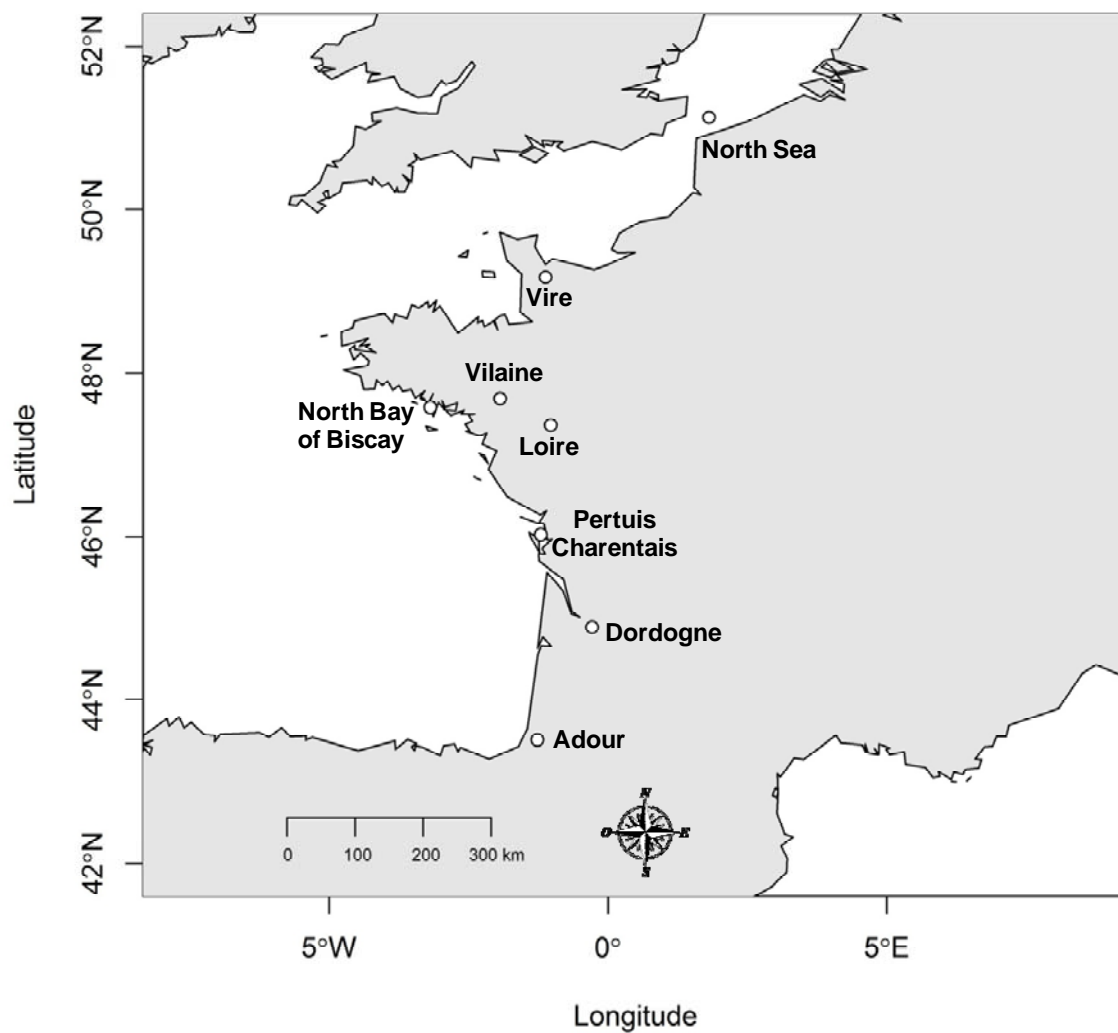 52°N
50°N
48°N
46°N
44°N
42°N
Latitude
North Sea
Vire
Vilaine
North Bay
of Biscay
Loire
Pertuis
Charentais
Dordogne
Adour
N
O
E
S
0
100
200
300 km
5°W
0°
5°E
Longitude